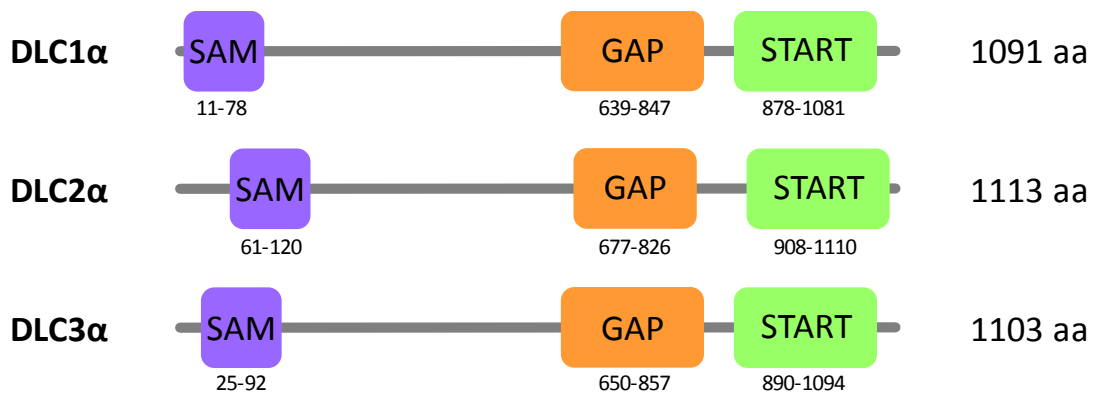 DLC1α SAM GAP START 1091 aa
11-78 639-847 878-1081
DLC2α SAM GAP START 1113 aa
61-120 677-826 908-1110
DLC3α SAM GAP START 1103 aa
25-92 650-857 890-1094